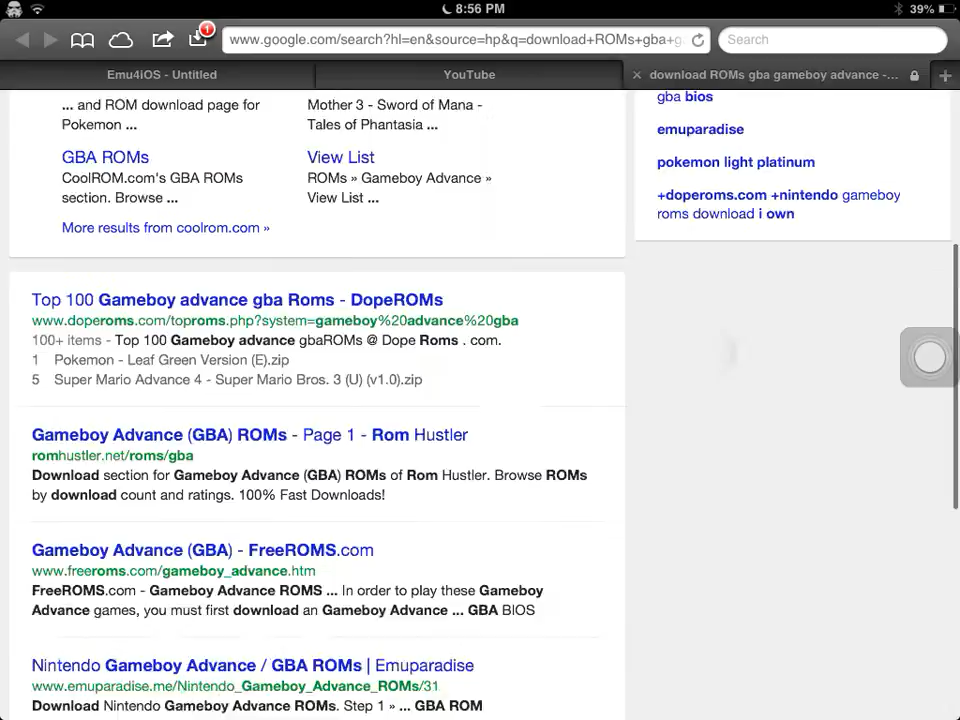 8:56 PM
39%
1
www.google.com/search?hl=en&source=hp&q=download+ROMs+gba+g
Search
Emu4iOS - Untitled
YouTube
download ROMs gba gameboy advance -...
... and ROM download page for
Pokemon ...
Mother 3 - Sword of Mana -
Tales of Phantasia ...
GBA ROMs
CoolROM.com's GBA ROMs
section. Browse ...
View List
ROMs » Gameboy Advance »
View List ...
More results from coolrom.com »
gba bios
emuparadise
pokemon light platinum
+doperoms.com +nintendo gameboy
roms download i own
Top 100 Gameboy advance gba Roms - DopeROMs
www.doperoms.com/toproms.php?system=gameboy%20advance%20gba
100+ items - Top 100 Gameboy advance gbaROMs @ Dope Roms . com.
1 Pokemon - Leaf Green Version (E).zip
5 Super Mario Advance 4 - Super Mario Bros. 3 (U) (v1.0).zip
Gameboy Advance (GBA) ROMs - Page 1 - Rom Hustler
romhustler.net/roms/gba
Download section for Gameboy Advance (GBA) ROMs of Rom Hustler. Browse ROMs
by download count and ratings. 100% Fast Downloads!
Gameboy Advance (GBA) - FreeROMS.com
www.freeroms.com/gameboy_advance.htm
FreeROMS.com - Gameboy Advance ROMS ... In order to play these Gameboy
Advance games, you must first download an Gameboy Advance ... GBA BIOS
Nintendo Gameboy Advance / GBA ROMs | Emuparadise
www.emuparadise.me/Nintendo_Gameboy_Advance_ROMs/31
Download Nintendo Gameboy Advance ROMs. Step 1 » ... GBA ROM